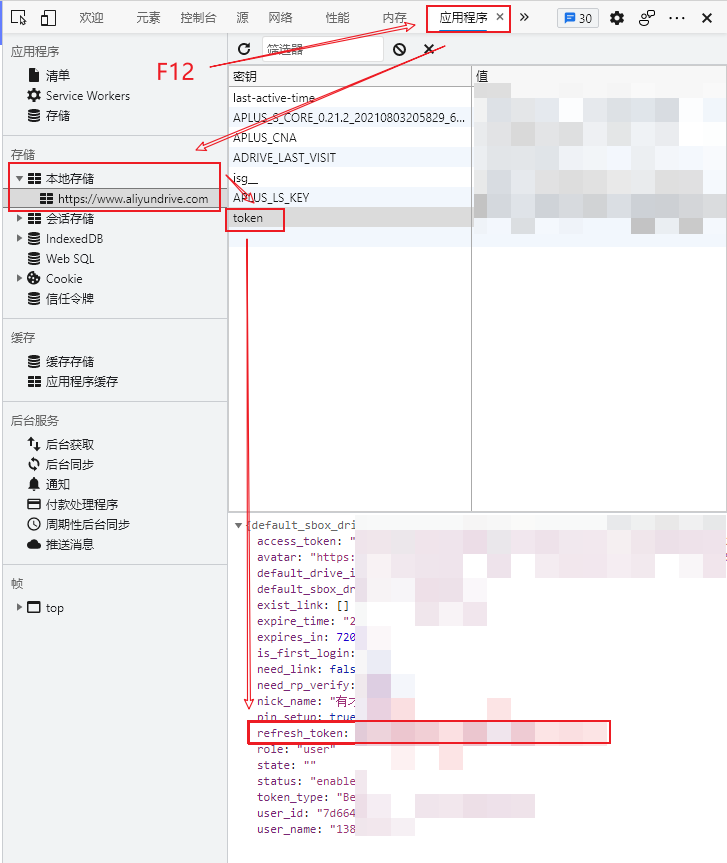 欢迎 元素 控制台 源 网络 性能 内存 应用程序 30
应用程序
清单
Service Workers
存储
存储
本地存储
https://www.aliyundrive.com
会话存储
IndexedDB
Web SQL
Cookie
信任令牌
缓存
缓存存储
应用程序缓存
后台服务
后台获取
后台同步
通知
付款处理程序
周期性后台同步
推送消息
帧
top
F12
筛选器
密钥 值
last-active-time
APLUS_S_CORE_0.21.2_20210803205829_6...
APLUS_CNA
ADRIVE_LAST_VISIT
isg__
APLUS_LS_KEY
token
{default_sbox_dri
access_token: "
avatar: "https:
default_drive_i
default_sbox_dr
exist_link: []
expire_time: "2
expires_in: 720
is_first_login:
need_link: fals
need_rp_verify:
nick_name: "有
pin_setup: true
refresh_token:
role: "user"
state: ""
status: "enable
token_type: "Be
user_id: "7d664
user_name: "138